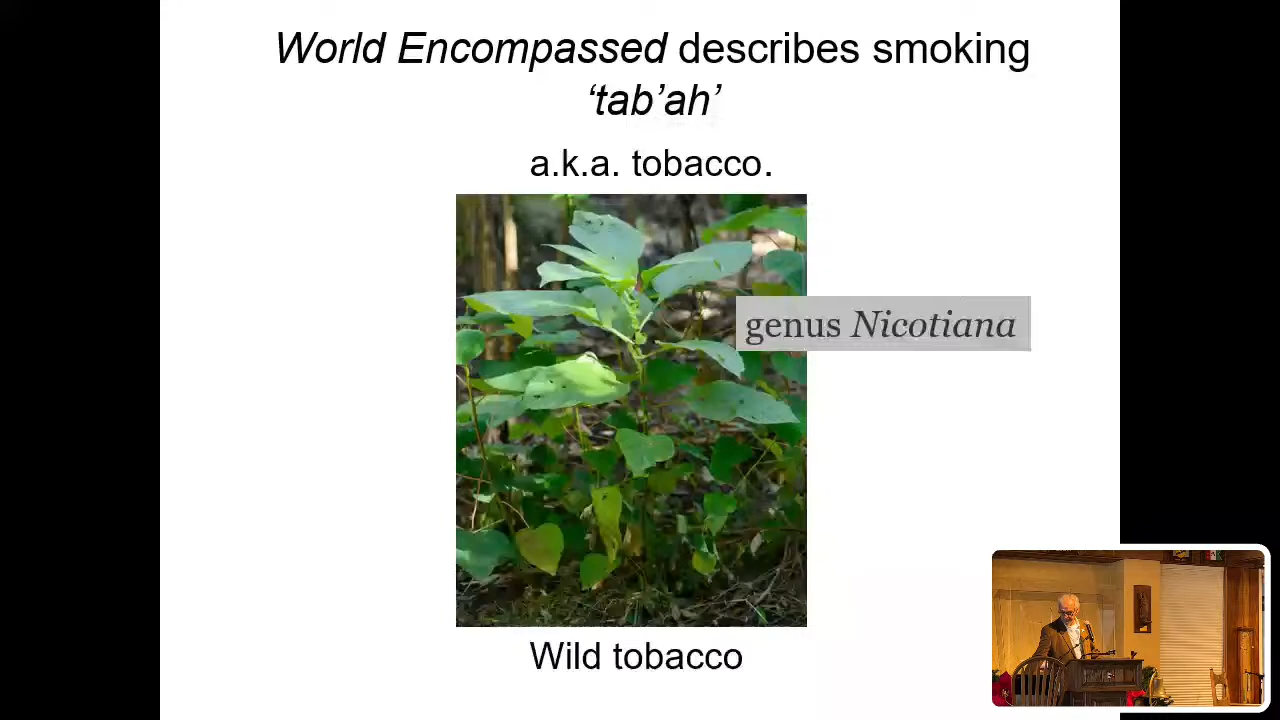 World Encompassed describes smoking
‘tab’ah’
a.k.a. tobacco.
genus Nicotiana
Wild tobacco